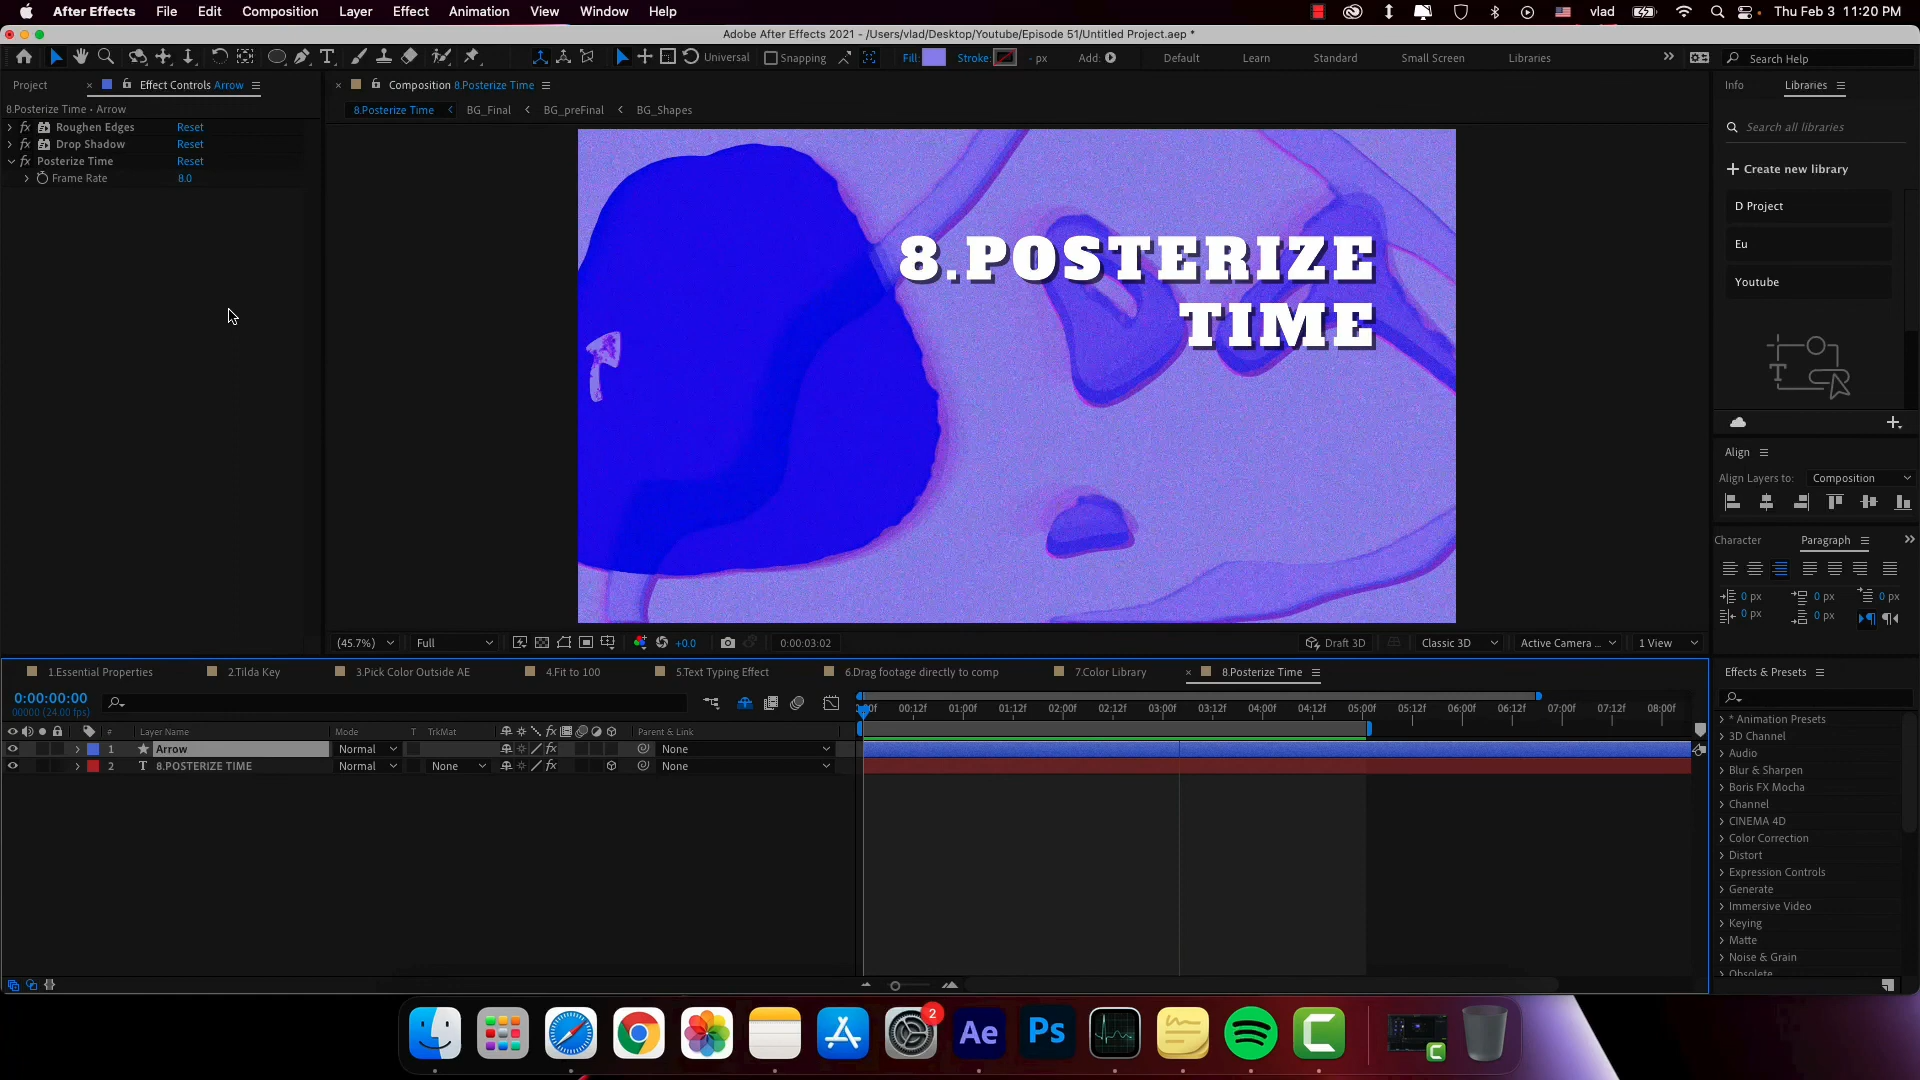 After Effects File Edit Composition Layer Effect Animation View Window Help vlad Thu Feb 3 11:20 PM
Adobe After Effects 2021 - /Users/vlad/Desktop/Youtube/Episode 51/Untitled Project.aep *
Universal Snapping Fill: Stroke: - px Add: Default Learn Standard Small Screen Libraries Search Help
Project Effect Controls Arrow Composition 8.Posterize Time Info Libraries
8.Posterize Time • Arrow 8.Posterize Time BG_Final BG_preFinal BG_Shapes
Roughen Edges Reset
Drop Shadow Reset
Posterize Time Reset
Frame Rate 8.0
Search all libraries
Create new library
D Project
Eu
Youtube
8.POSTERIZE
TIME
Align
Align Layers to: Composition
Character Paragraph
0 px 0 px 0 px
0 px 0 px
(45.7%) Full +0.0 0:00:03:02 Draft 3D Classic 3D Active Camera ... 1 View
1.Essential Properties 2.Tilda Key 3.Pick Color Outside AE 4.Fit to 100 5.Text Typing Effect 6.Drag footage directly to comp 7.Color Library 8.Posterize Time
0:00:00:00
00000 (24.00 fps)
00:12f 01:00f 01:12f 02:00f 02:12f 03:00f 03:12f 04:00f 04:12f 05:00f 05:12f 06:00f 06:12f 07:00f 07:12f 08:00f
# Layer Name Mode T TrkMat Parent & Link
1 Arrow Normal None
2 T 8.POSTERIZE TIME Normal None None
Effects & Presets
* Animation Presets
3D Channel
Audio
Blur & Sharpen
Boris FX Mocha
Channel
CINEMA 4D
Color Correction
Distort
Expression Controls
Generate
Immersive Video
Keying
Matte
Noise & Grain
Obsolete
2
Ae
Ps